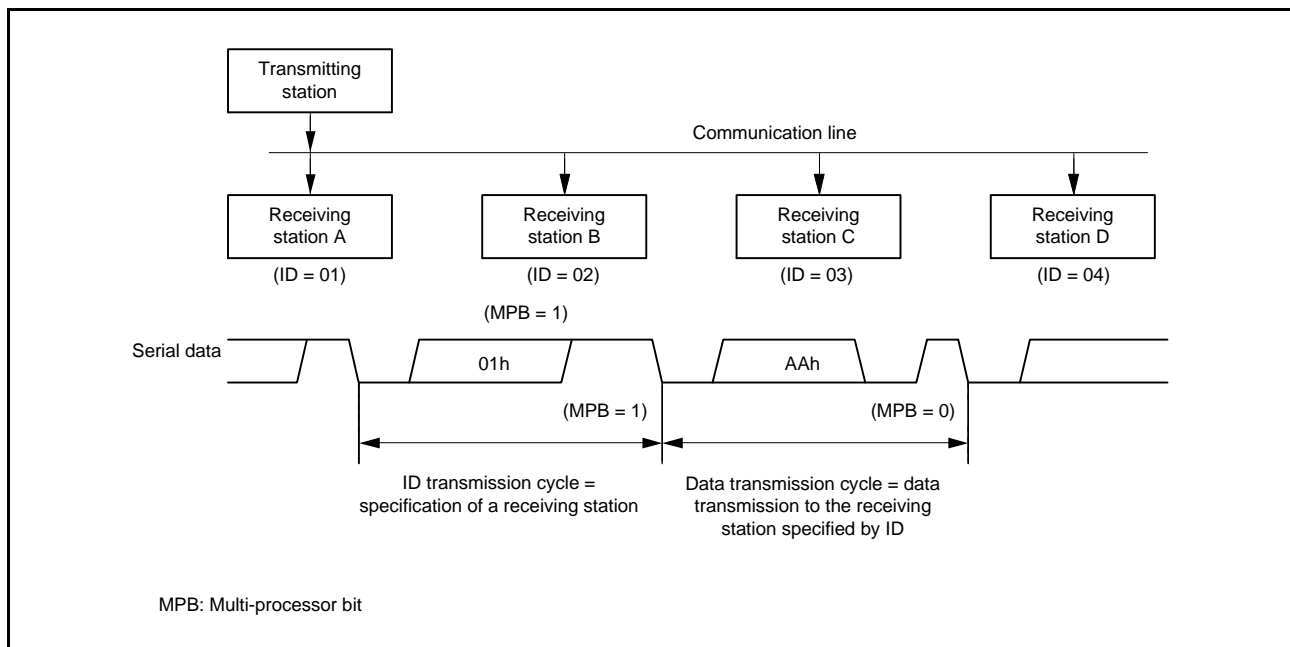 Transmitting
station
Communication line
Receiving
station A
Receiving
station B
Receiving
station C
Receiving
station D
(ID = 01)
(ID = 02)
(ID = 03)
(ID = 04)
(MPB = 1)
Serial data
01h
AAh
(MPB = 1)
(MPB = 0)
ID transmission cycle =
specification of a receiving station
Data transmission cycle = data
transmission to the receiving
station specified by ID
MPB: Multi-processor bit